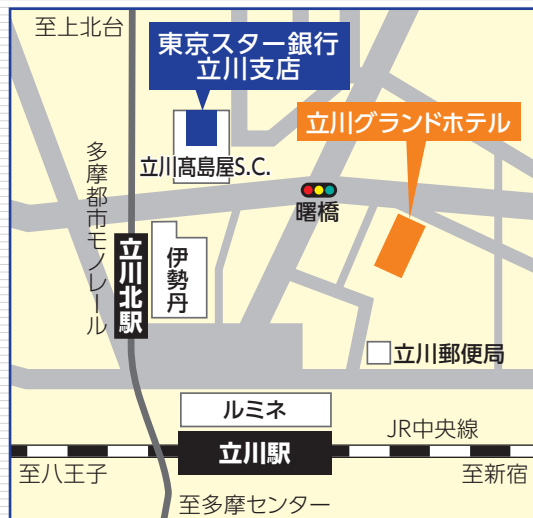 至上北台
東京スター銀行
立川支店
立川グランドホテル
立川髙島屋S.C.
曙橋
多摩都市モノレール
立川北駅
伊勢丹
立川郵便局
ルミネ
JR中央線
立川駅
至八王子
至新宿
至多摩センター